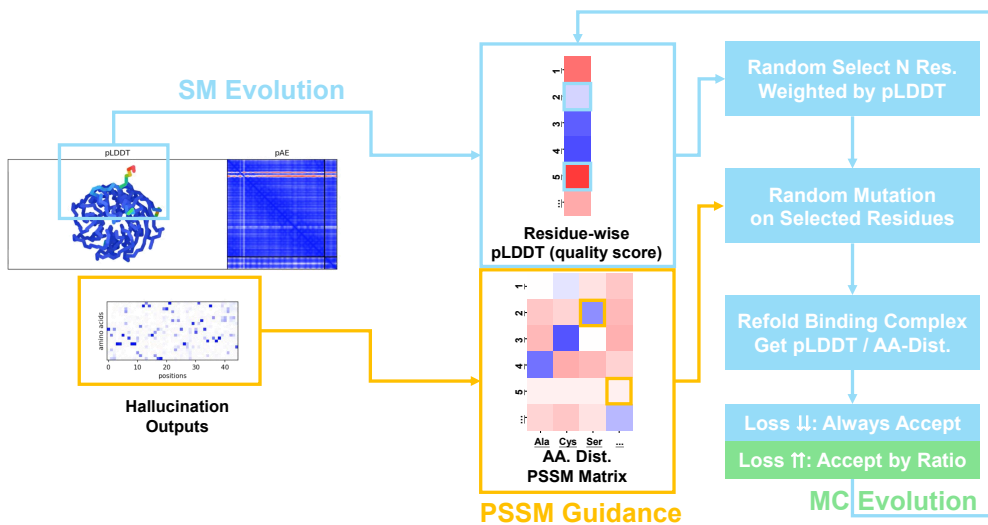 SM Evolution
pLDDT
pAE
amino acids
0
10
20
30
40
positions
Hallucination
Outputs
1
2
3
4
5
...
Residue-wise
pLDDT (quality score)
1
2
3
4
5
...
Ala
Cys
Ser
...
AA. Dist.
PSSM Matrix
PSSM Guidance
Random Select N Res.
Weighted by pLDDT
Random Mutation
on Selected Residues
Refold Binding Complex
Get pLDDT / AA-Dist.
Loss ⇊: Always Accept
Loss ⇈: Accept by Ratio
MC Evolution